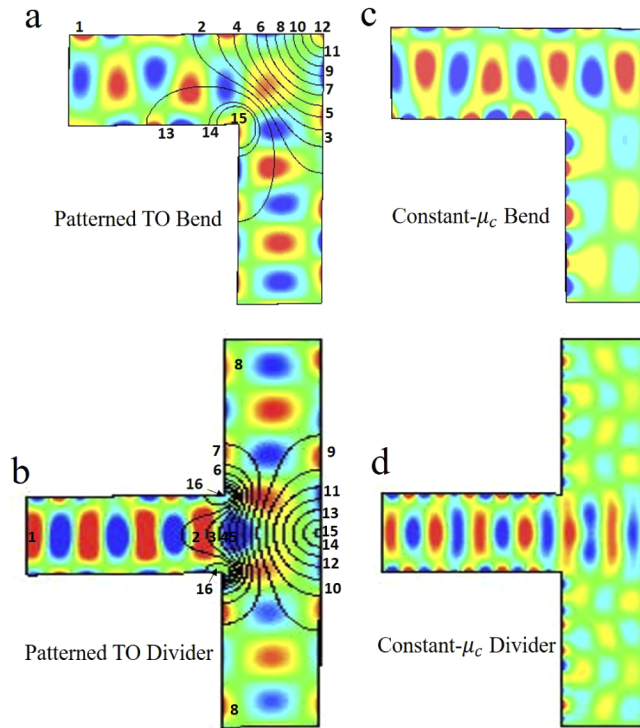 a
1 2 4 6 8 10 12
11
9
7
5
3
13 14 15
Patterned TO Bend
c
Constant-μc Bend
b
8
7
6
16
9
11
13
15
14
12
10
1 2 3 4 5
16
8
Patterned TO Divider
d
Constant-μc Divider